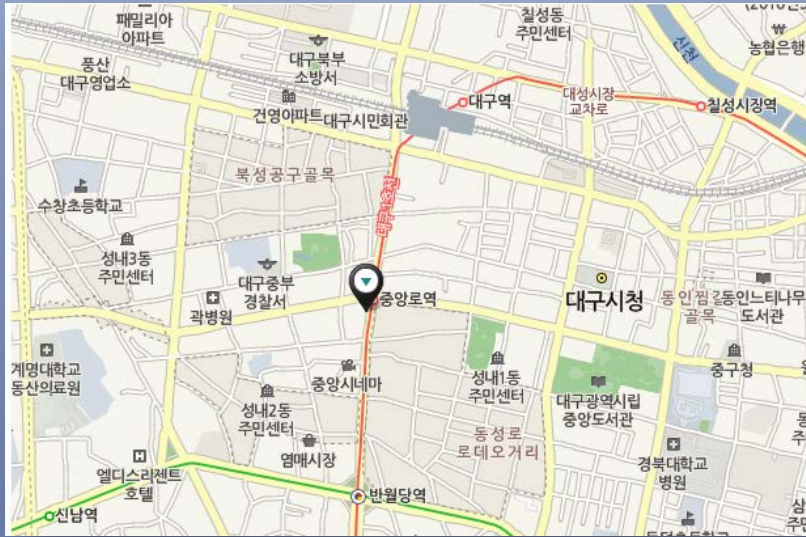 패밀리아
아파트
칠성동
주민센터
신천
농협은행
풍산
대구영업소
대구북부
소방서
대구역
대성시장
교차로
칠성시장역
건영아파트
대구시민회관
북성공구골목
수창초등학교
성내3동
주민센터
대구중부
경찰서
중앙로역
대구시청
동인찜갈
골목
동인느티나무
도서관
곽병원
계명대학교
동산의료원
중앙시네마
성내1동
주민센터
중구청
대구광역시립
중앙도서관
성내2동
주민센터
동성로
로데오거리
염매시장
경북대학교
병원
엘디스리젠트
호텔
반월당역
신남역